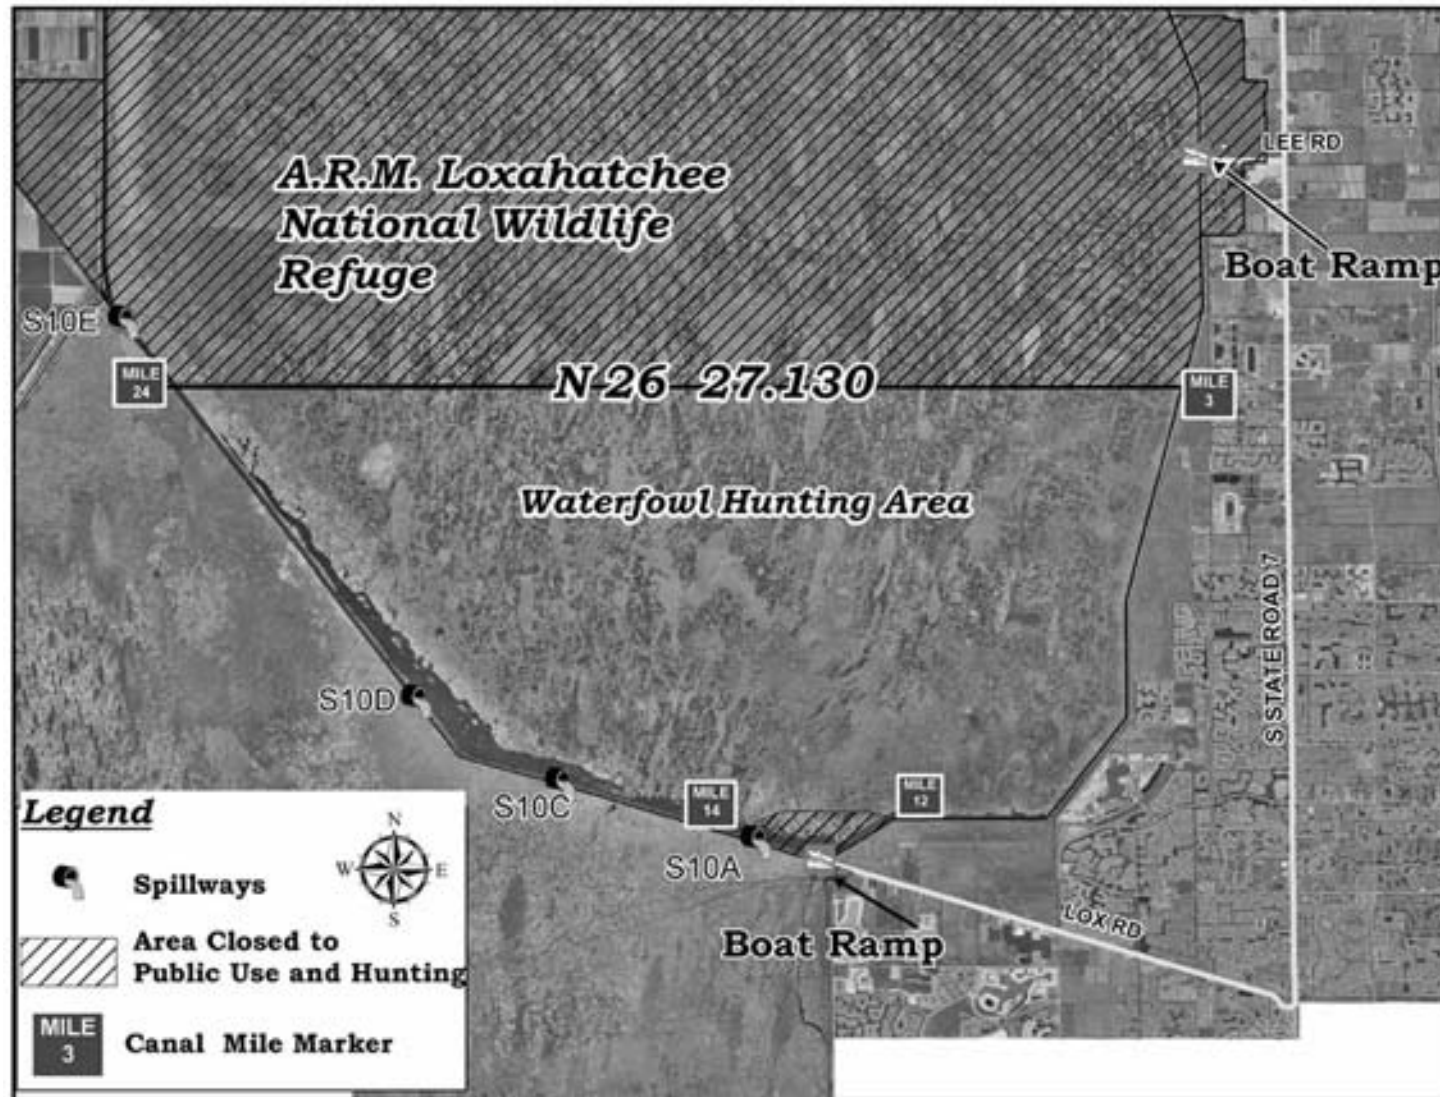 LEE RD
A.R.M. Loxahatchee
National Wildlife
Refuge
Boat Ramp
S10E
MILE
24
N 26 27.130
MILE
3
Waterfowl Hunting Area
S STATE ROAD 7
S10D
S10C
MILE
14
MILE
12
S10A
LOX RD
Boat Ramp
Legend
N
W
E
S
Spillways
Area Closed to
Public Use and Hunting
MILE
3
Canal Mile Marker